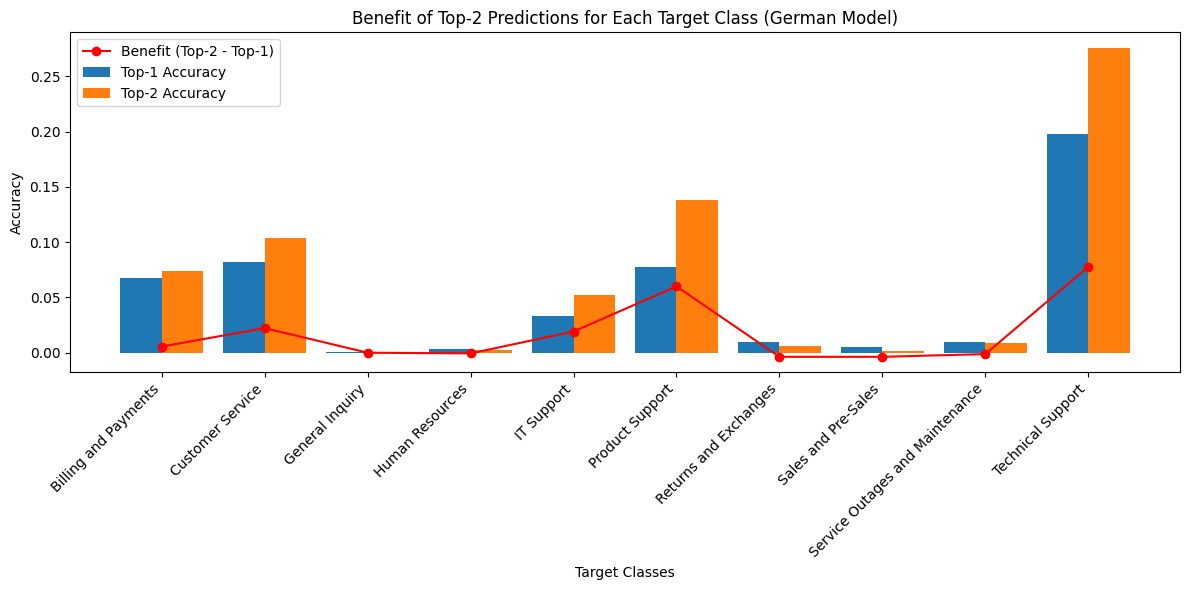 Benefit of Top-2 Predictions for Each Target Class (German Model)
Benefit (Top-2 - Top-1)
Top-1 Accuracy
Top-2 Accuracy
Accuracy
0.25
0.20
0.15
0.10
0.05
0.00
Billing and Payments
Customer Service
General Inquiry
Human Resources
IT Support
Product Support
Returns and Exchanges
Sales and Pre-Sales
Service Outages and Maintenance
Technical Support
Target Classes